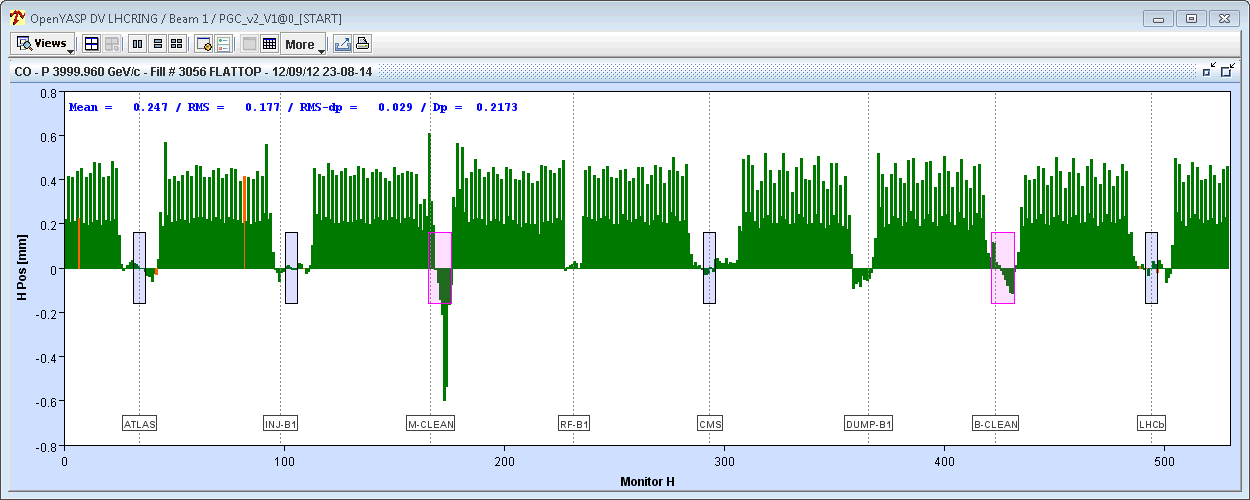 OpenYASP DV LHCRING / Beam 1 / PGC_v2_V1@0_[START]
Views More
CO - P 3999.960 GeV/c - Fill # 3056 FLATTOP - 12/09/12 23-08-14
Mean = 0.247 / RMS = 0.177 / RMS-dp = 0.029 / Dp = 0.2173
0.8
0.6
0.4
0.2
0
-0.2
-0.4
-0.6
-0.8
H Pos [mm]
ATLAS INJ-B1 M-CLEAN RF-B1 CMS DUMP-B1 B-CLEAN LHCb
0 100 200 300 400 500
Monitor H